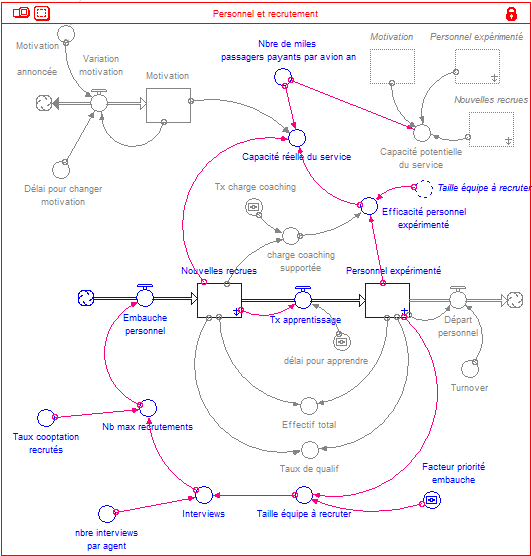 Personnel et recrutement
Motivation
annoncée
Variation
motivation
Motivation
Nbre de miles
passagers payants par avion an
Motivation
Personnel expérimenté
Nouvelles recrues
Délai pour changer
motivation
Capacité réelle du service
Capacité potentielle
du service
Tx charge coaching
Taille équipe à recruter
Efficacité personnel
expérimenté
charge coaching
supportée
Nouvelles recrues
Personnel expérimenté
Embauche
personnel
Tx apprentissage
Départ
personnel
délai pour apprendre
Turnover
Nb max recrutements
Effectif total
Taux cooptation
recrutés
Taux de qualif
Facteur priorité
embauche
Interviews
Taille équipe à recruter
nbre interviews
par agent